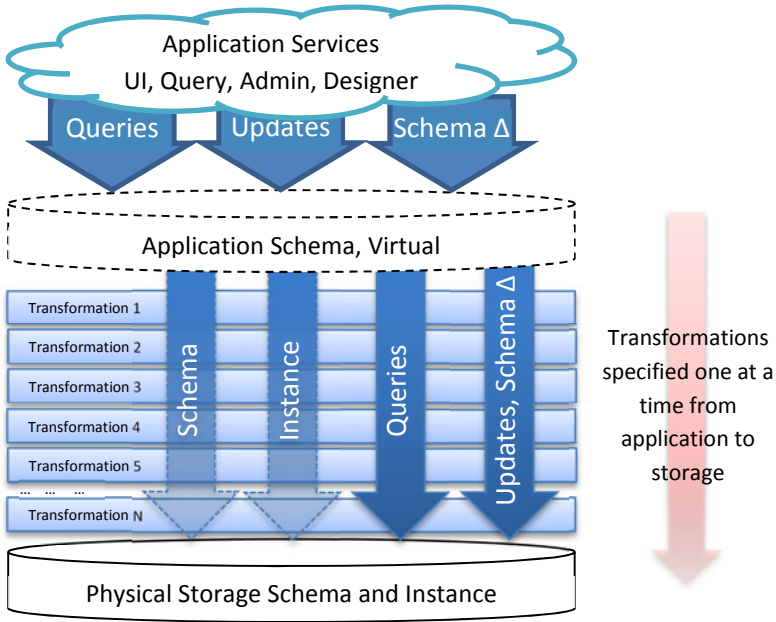 Application Services
UI, Query, Admin, Designer
Queries
Updates
Schema Δ
Application Schema, Virtual
Transformation 1
Transformation 2
Transformation 3
Transformation 4
Transformation 5
... ... ...
Transformation N
Schema
Instance
Queries
Updates, Schema Δ
Physical Storage Schema and Instance
Transformations
specified one at a
time from
application to
storage